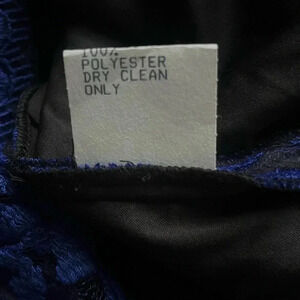 100%
POLYESTER
DRY CLEAN
ONLY